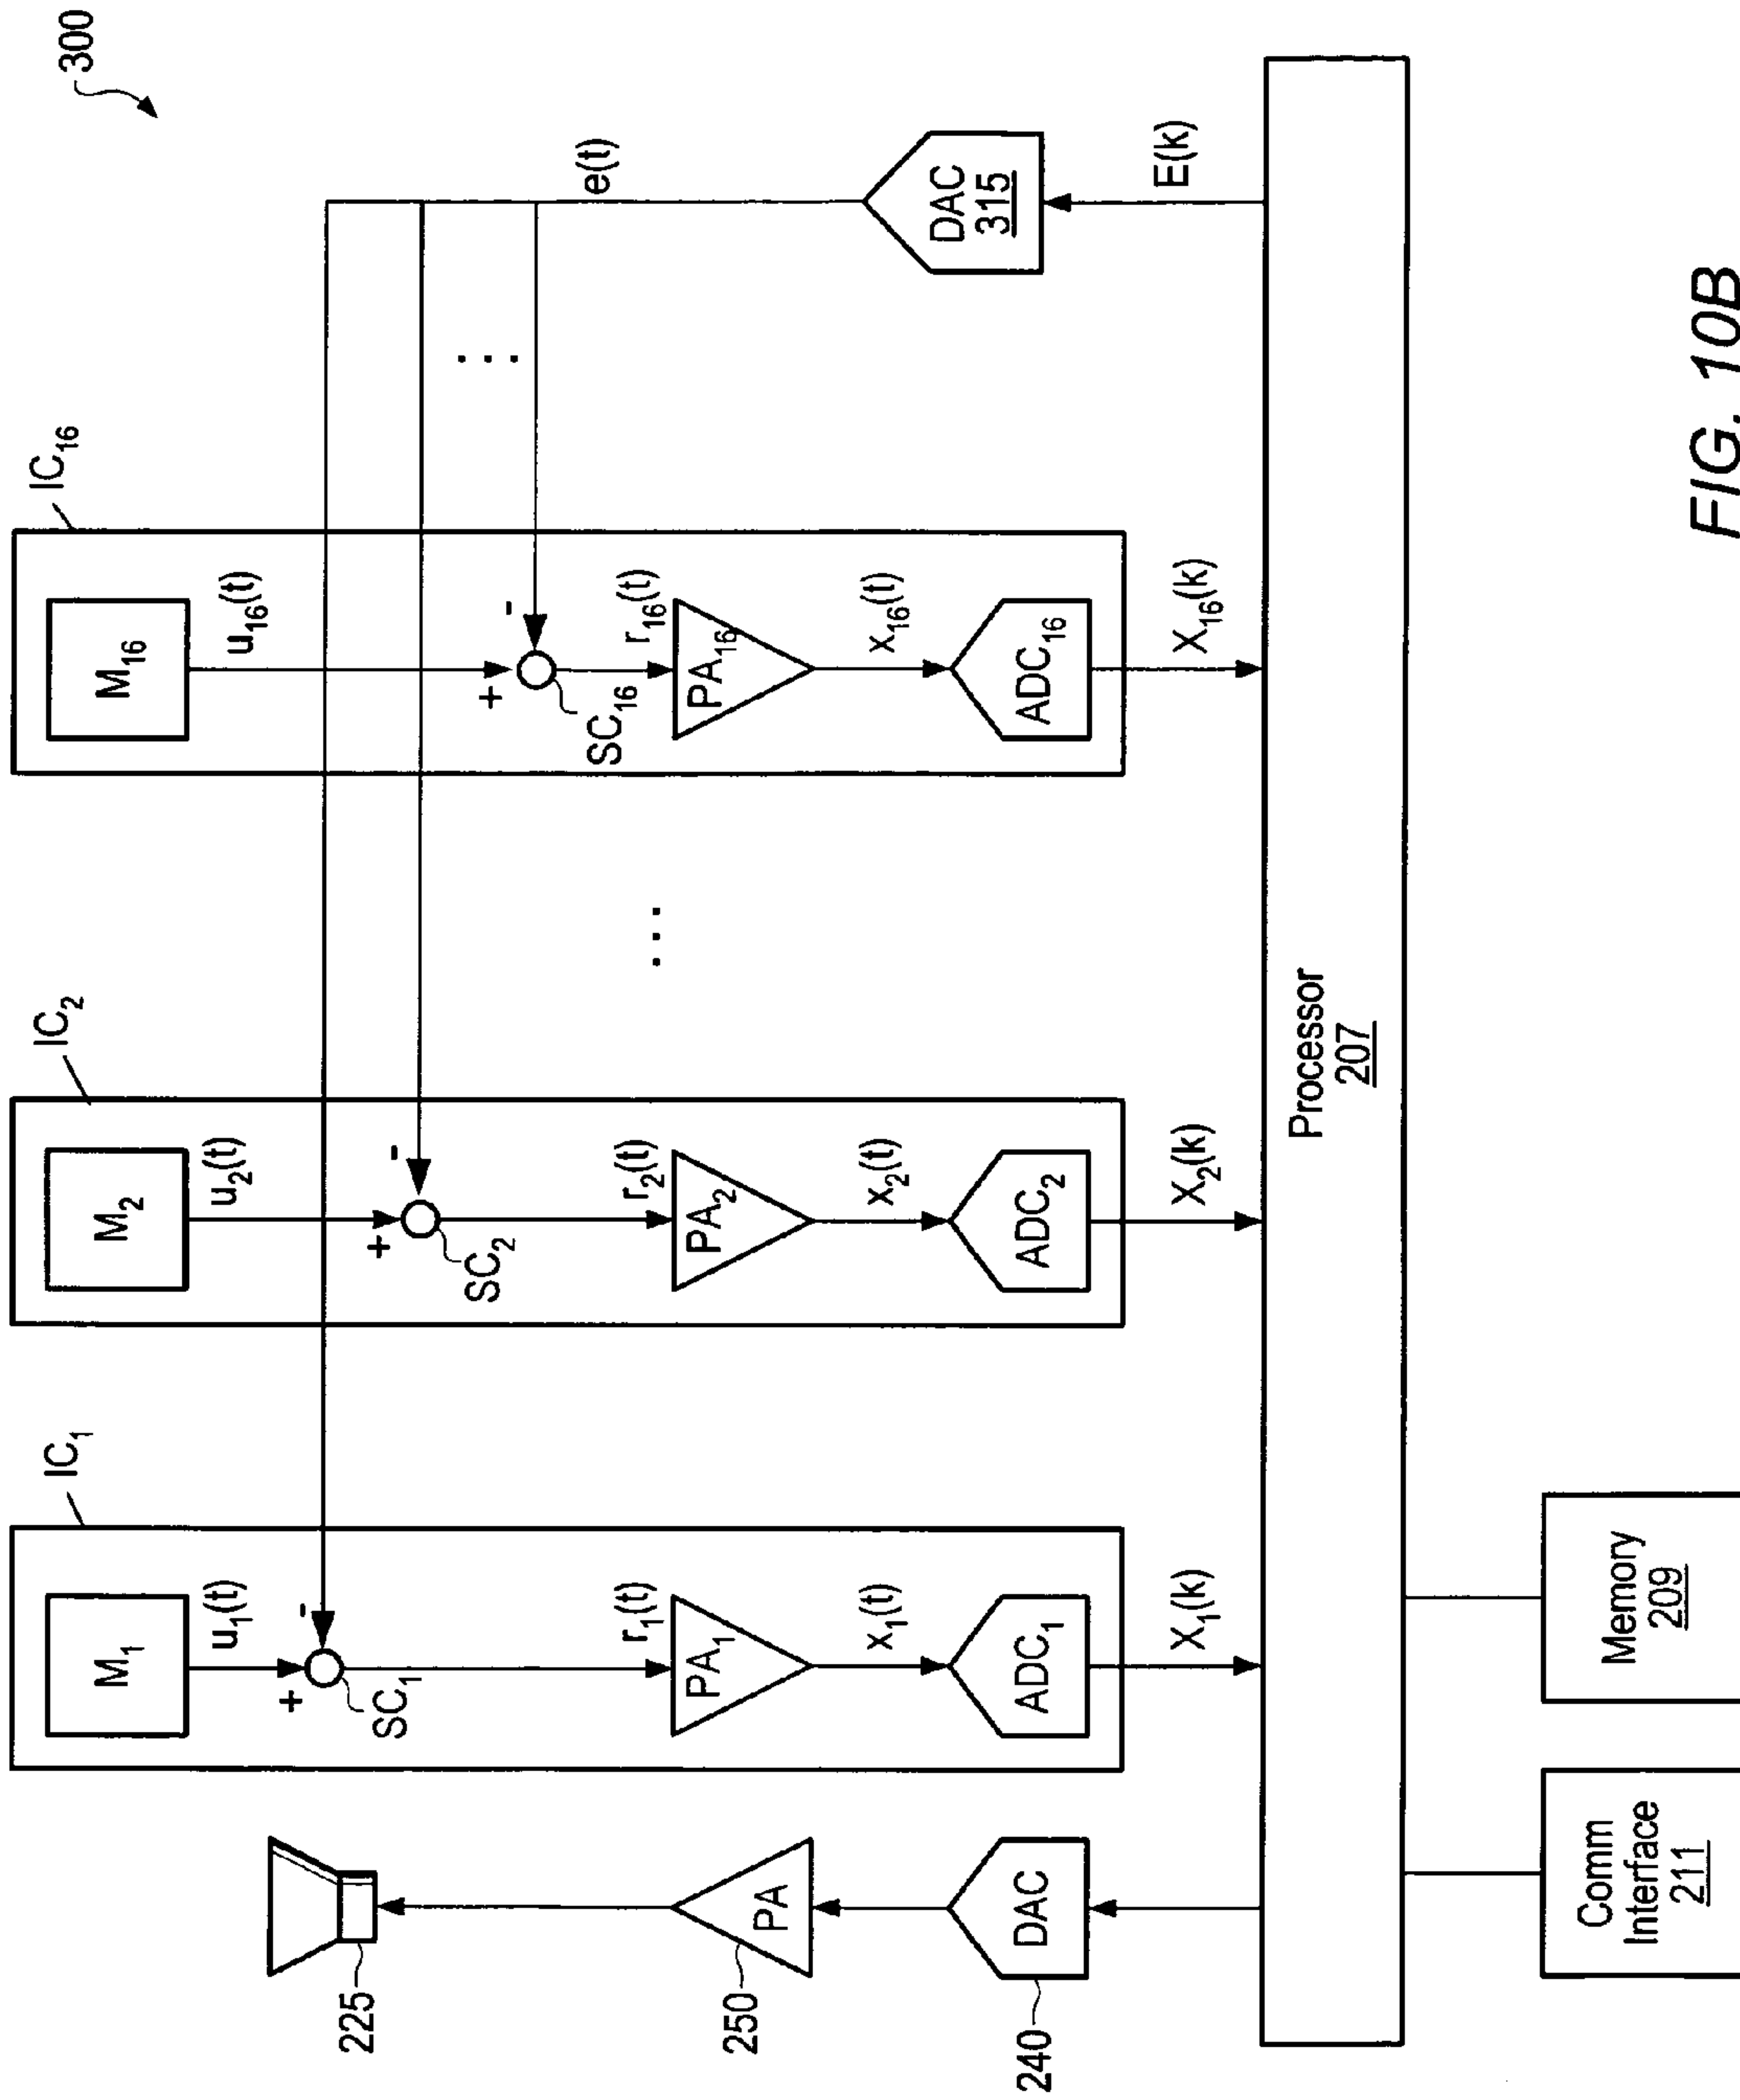 300
IC₁
IC₂
IC₁₆
M₁
M₂
M₁₆
u₁(t)
u₂(t)
u₁₆(t)
+
-
+
-
+
-
SC₁
SC₂
SC₁₆
...
e(t)
225
r₁(t)
r₂(t)
r₁₆(t)
250
PA
PA₁
PA₂
...
PA₁₆
x₁(t)
x₂(t)
x₁₆(t)
DAC
315
240
DAC
ADC₁
ADC₂
ADC₁₆
X₁(k)
X₂(k)
X₁₆(k)
E(k)
Processor
207
Comm
Interface
211
Memory
209
FIG. 10B